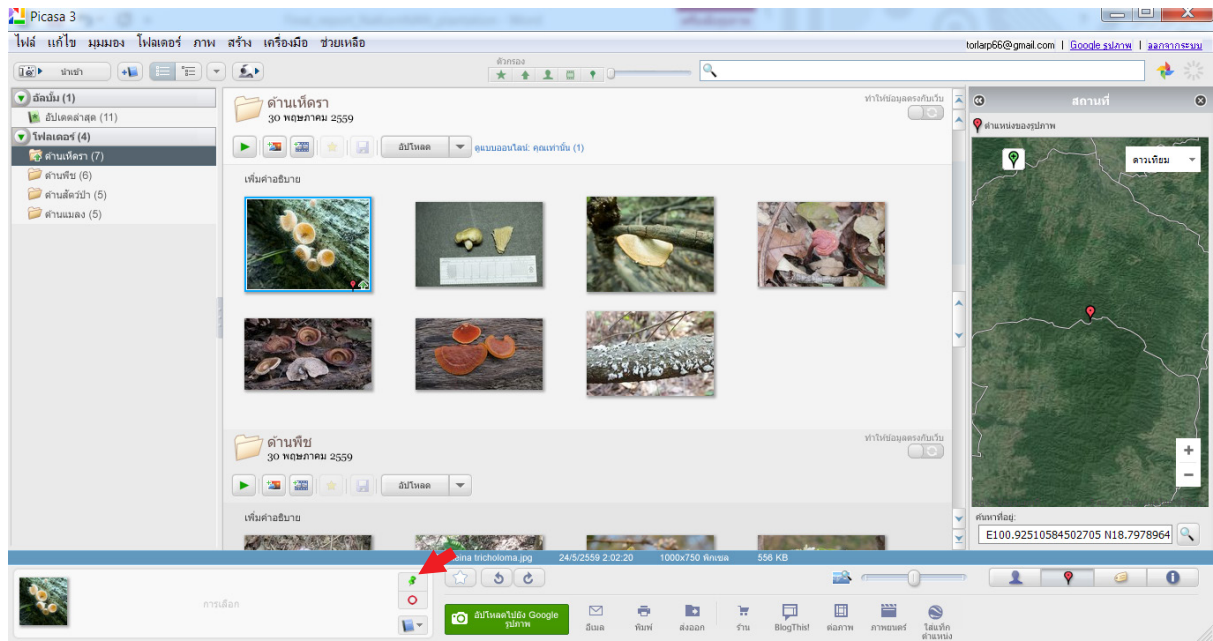 Picasa 3
ไฟล์ แก้ไข มุมมอง โฟลเดอร์ ภาพ สร้าง เครื่องมือ ช่วยเหลือ
torlarp66@gmail.com | Google รูปภาพ | ออกจากระบบ
นำเข้า
ตัวกรอง
อัลบั้ม (1)
อัปเดตล่าสุด (11)
โฟลเดอร์ (4)
ด้านเห็ดรา (7)
ด้านพืช (6)
ด้านสัตว์ป่า (5)
ด้านแมลง (5)
ด้านเห็ดรา
30 พฤษภาคม 2559
ทำให้ข้อมูลตรงกับเว็บ
อัปโหลด
ดูแบบออนไลน์: คุณเท่านั้น (1)
เพิ่มคำอธิบาย
ด้านพืช
30 พฤษภาคม 2559
ทำให้ข้อมูลตรงกับเว็บ
อัปโหลด
เพิ่มคำอธิบาย
สถานที่
ตำแหน่งของรูปภาพ
ดาวเทียม
+
−
ค้นหาที่อยู่:
E100.92510584502705 N18.7978964
eina tricholoma.jpg 24/5/2559 2:02:20 1000x750 พิกเซล 556 KB
การเลือก
อัปโหลดไปยัง Google
รูปภาพ
อีเมล พิมพ์ ส่งออก ร้าน BlogThis! ต่อภาพ ภาพยนตร์ ใส่แท็ก
ตำแหน่ง